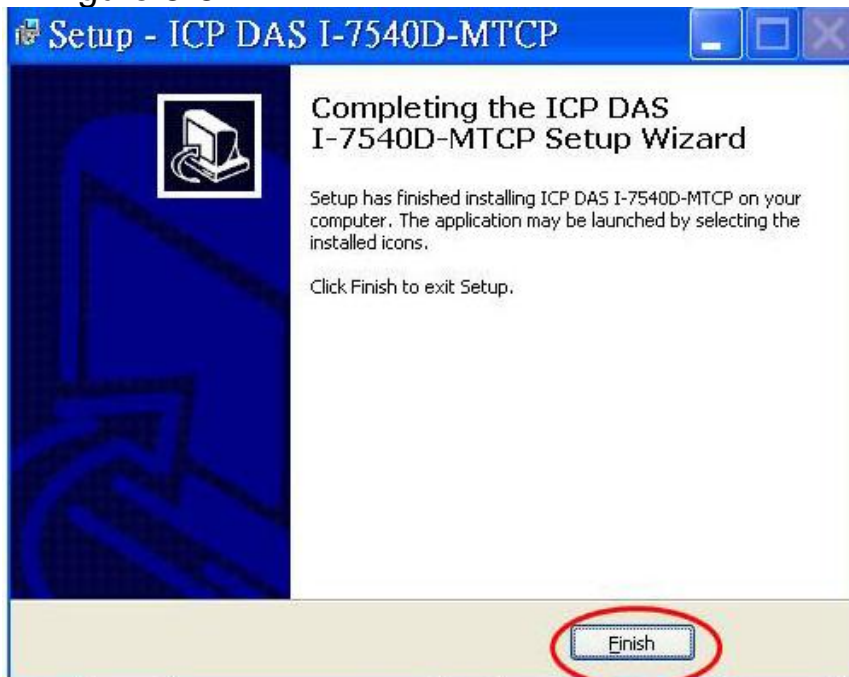 Setup - ICP DAS I-7540D-MTCP
Completing the ICP DAS
I-7540D-MTCP Setup Wizard
Setup has finished installing ICP DAS I-7540D-MTCP on your
computer. The application may be launched by selecting the
installed icons.
Click Finish to exit Setup.
Finish